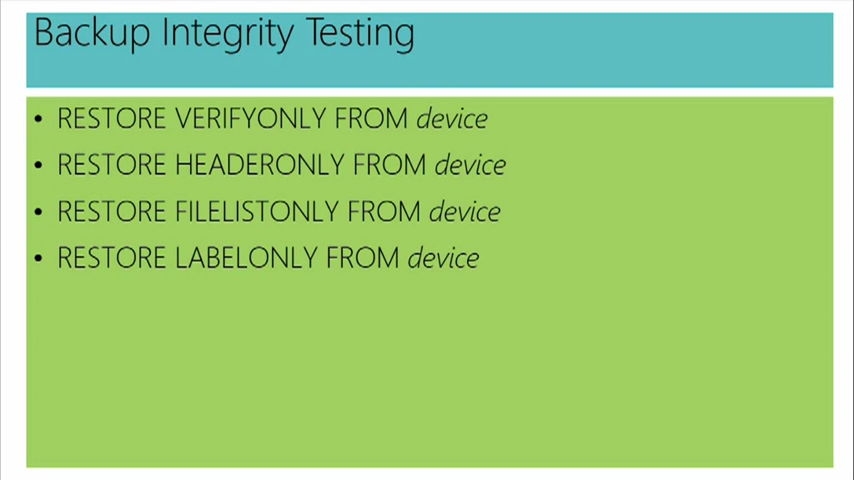 Backup Integrity Testing
• RESTORE VERIFYONLY FROM device
• RESTORE HEADERONLY FROM device
• RESTORE FILELISTONLY FROM device
• RESTORE LABELONLY FROM device